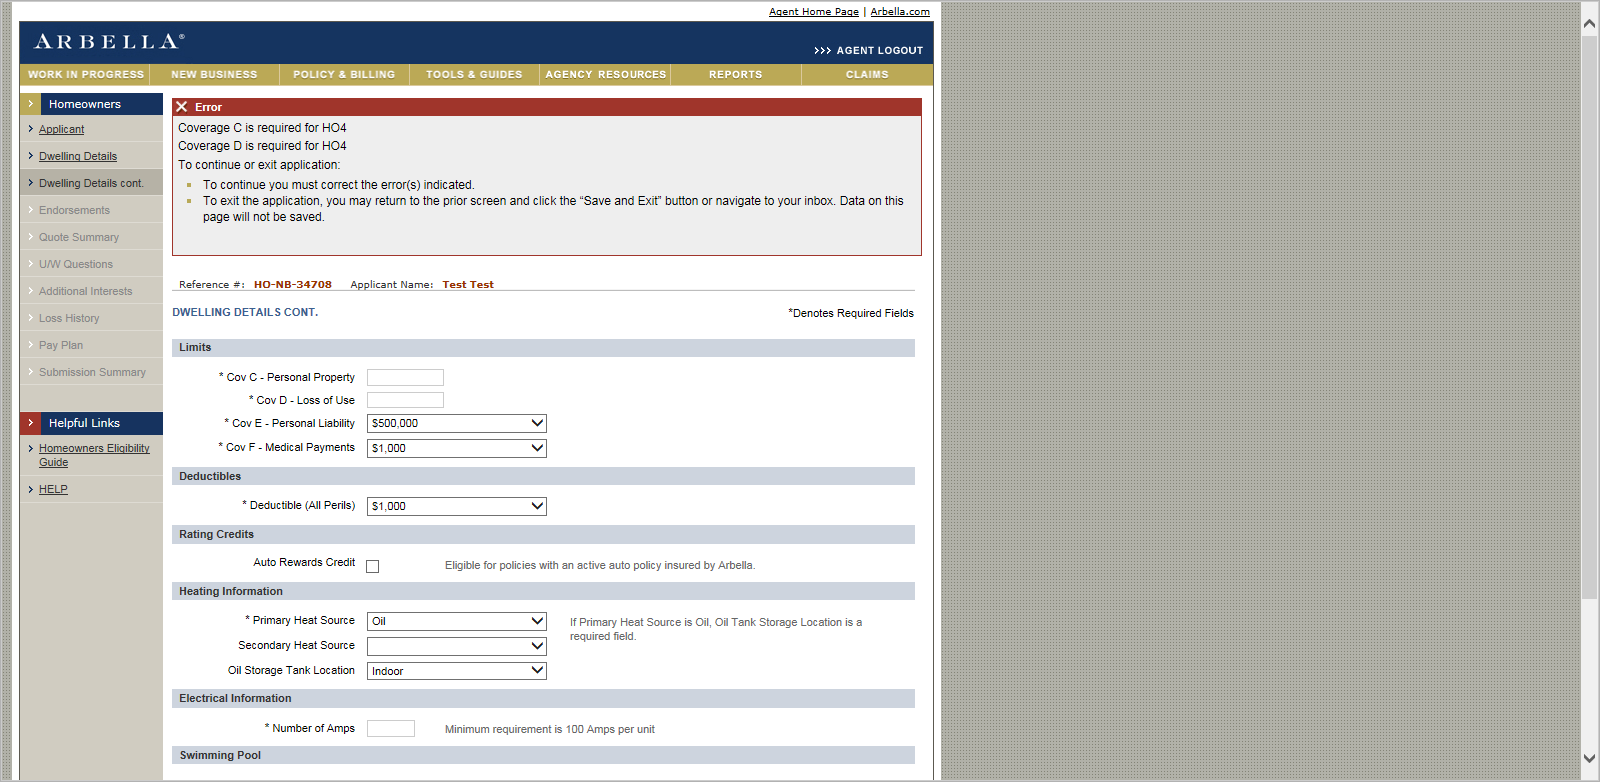 Agent Home Page | Arbella.com
ARBELLA®
>>> AGENT LOGOUT
WORK IN PROGRESS NEW BUSINESS POLICY & BILLING TOOLS & GUIDES AGENCY RESOURCES REPORTS CLAIMS
Homeowners
Applicant
Dwelling Details
Dwelling Details cont.
Endorsements
Quote Summary
U/W Questions
Additional Interests
Loss History
Pay Plan
Submission Summary
Helpful Links
Homeowners Eligibility
Guide
HELP
Error
Coverage C is required for HO4
Coverage D is required for HO4
To continue or exit application:
To continue you must correct the error(s) indicated.
To exit the application, you may return to the prior screen and click the “Save and Exit” button or navigate to your inbox. Data on this
page will not be saved.
Reference #: HO-NB-34708 Applicant Name: Test Test
DWELLING DETAILS CONT.
*Denotes Required Fields
Limits
* Cov C - Personal Property
* Cov D - Loss of Use
* Cov E - Personal Liability $500,000
* Cov F - Medical Payments $1,000
Deductibles
* Deductible (All Perils) $1,000
Rating Credits
Auto Rewards Credit Eligible for policies with an active auto policy insured by Arbella.
Heating Information
* Primary Heat Source Oil If Primary Heat Source is Oil, Oil Tank Storage Location is a
required field.
Secondary Heat Source
Oil Storage Tank Location Indoor
Electrical Information
* Number of Amps Minimum requirement is 100 Amps per unit
Swimming Pool